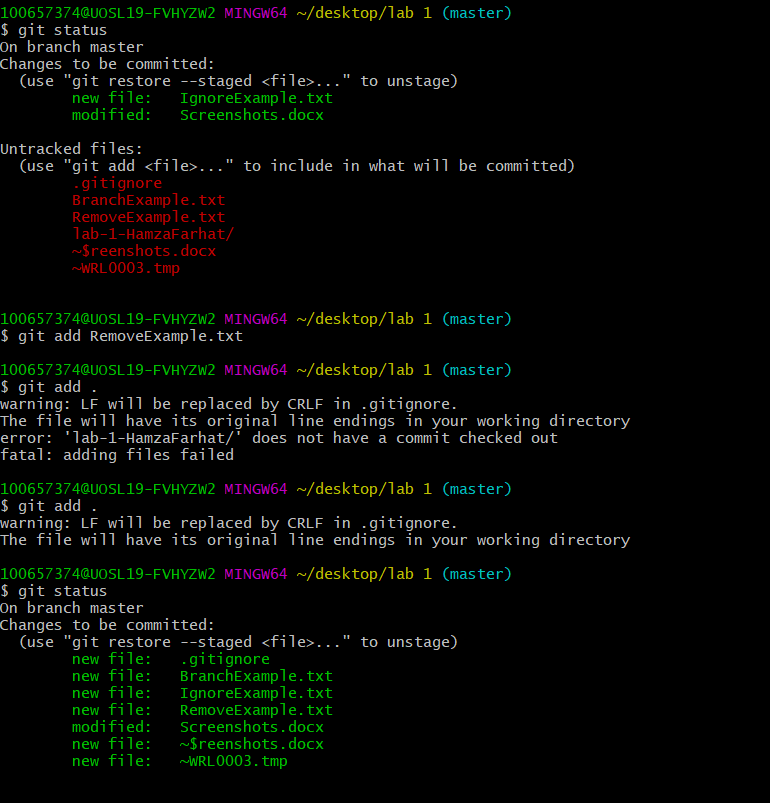 100657374@UOSL19-FVHYZW2 MINGW64 ~/desktop/lab 1 (master)
$ git status
On branch master
Changes to be committed:
  (use "git restore --staged <file>..." to unstage)
        new file:   IgnoreExample.txt
        modified:   Screenshots.docx

Untracked files:
  (use "git add <file>..." to include in what will be committed)
        .gitignore
        BranchExample.txt
        RemoveExample.txt
        lab-1-HamzaFarhat/
        ~$reenshots.docx
        ~WRL0003.tmp

100657374@UOSL19-FVHYZW2 MINGW64 ~/desktop/lab 1 (master)
$ git add RemoveExample.txt

100657374@UOSL19-FVHYZW2 MINGW64 ~/desktop/lab 1 (master)
$ git add .
warning: LF will be replaced by CRLF in .gitignore.
The file will have its original line endings in your working directory
error: 'lab-1-HamzaFarhat/' does not have a commit checked out
fatal: adding files failed

100657374@UOSL19-FVHYZW2 MINGW64 ~/desktop/lab 1 (master)
$ git add .
warning: LF will be replaced by CRLF in .gitignore.
The file will have its original line endings in your working directory

100657374@UOSL19-FVHYZW2 MINGW64 ~/desktop/lab 1 (master)
$ git status
On branch master
Changes to be committed:
  (use "git restore --staged <file>..." to unstage)
        new file:   .gitignore
        new file:   BranchExample.txt
        new file:   IgnoreExample.txt
        new file:   RemoveExample.txt
        modified:   Screenshots.docx
        new file:   ~$reenshots.docx
        new file:   ~WRL0003.tmp